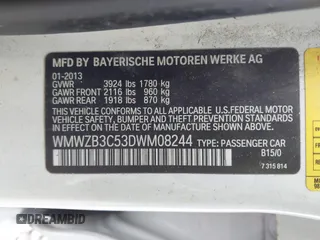 MFD BY BAYERISCHE MOTOREN WERKE AG
01-2013
GVWR 3924 lbs 1780 kg
GAWR FRONT 2116 lbs 960 kg
GAWR REAR 1918 lbs 870 kg
THIS VEHICLE CONFORMS TO ALL APPLICABLE U.S.
FEDERAL MOTOR VEHICLE SAFETY,
BUMPER AND THEFT PREVENTION STANDARDS
IN EFFECT ON THE DATE OF MANUFACTURE SHOWN ABOVE.
WMWZB3C53DWM08244 TYPE: PASSENGER CAR
B15/0
7 315 814
DREAMBID